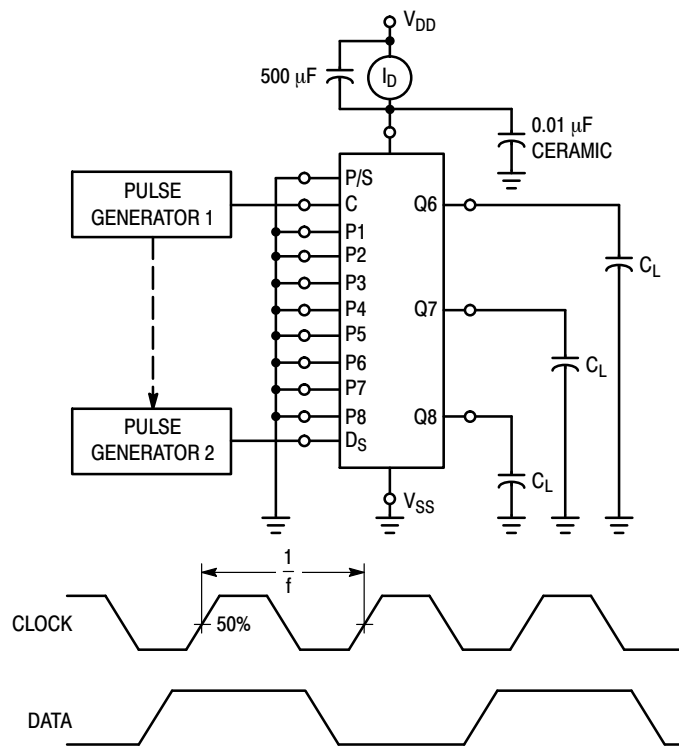 V_DD
500 μF
I_D
0.01 μF
CERAMIC
PULSE
GENERATOR 1
P/S
C
P1
P2
P3
P4
P5
P6
P7
P8
D_S
Q6
Q7
Q8
C_L
C_L
C_L
PULSE
GENERATOR 2
V_SS
1
f
CLOCK
50%
DATA